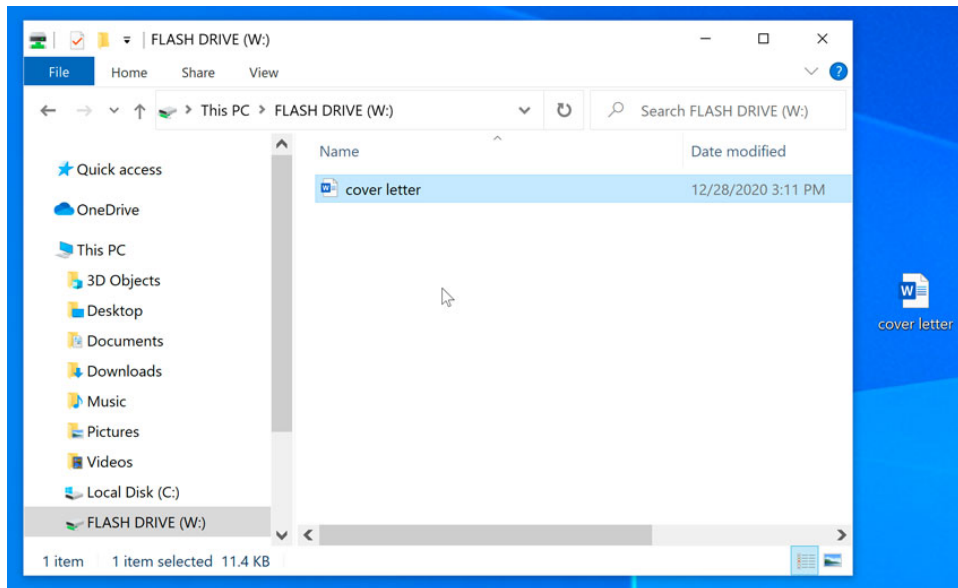 FLASH DRIVE (W:)
File Home Share View
This PC > FLASH DRIVE (W:)
Search FLASH DRIVE (W:)
Name Date modified
cover letter 12/28/2020 3:11 PM
Quick access
OneDrive
This PC
3D Objects
Desktop
Documents
Downloads
Music
Pictures
Videos
Local Disk (C:)
FLASH DRIVE (W:)
1 item 1 item selected 11.4 KB
cover letter